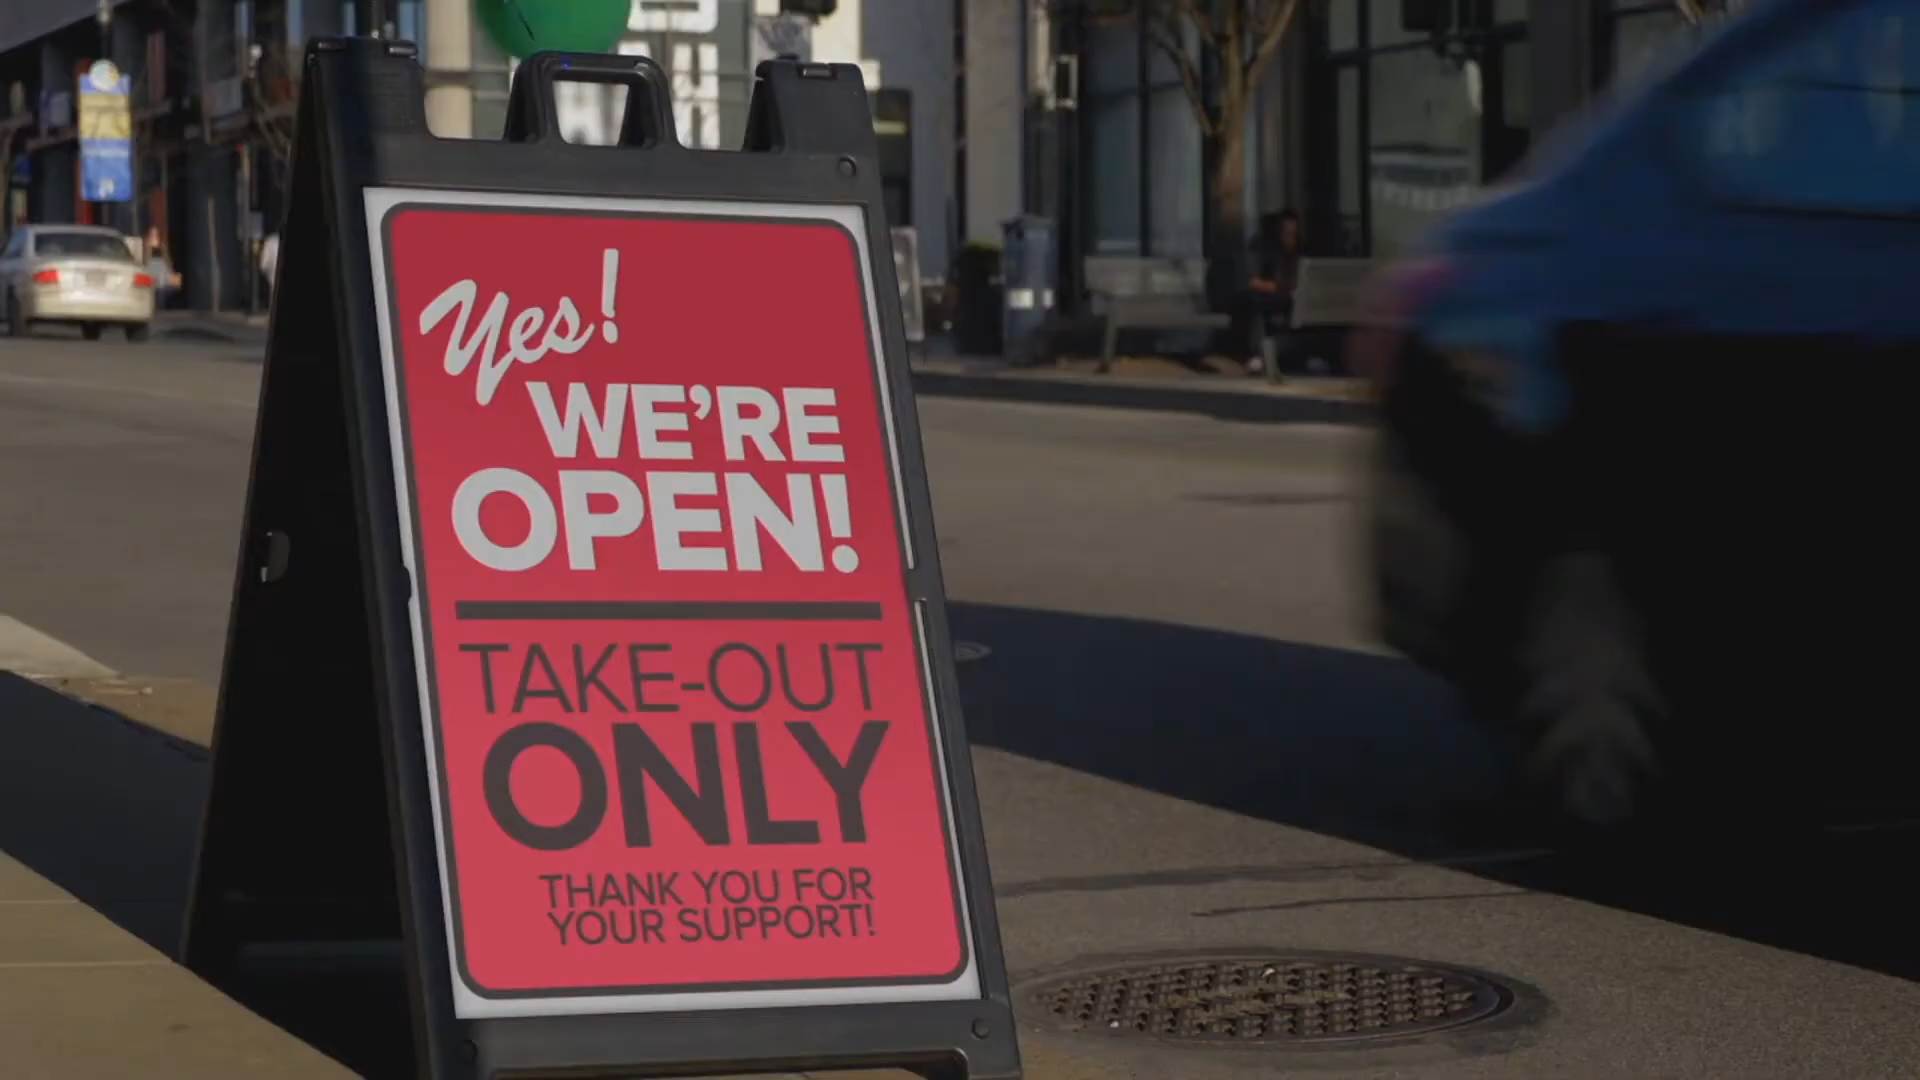 Yes!
WE'RE
OPEN!
TAKE-OUT
ONLY
THANK YOU FOR
YOUR SUPPORT!